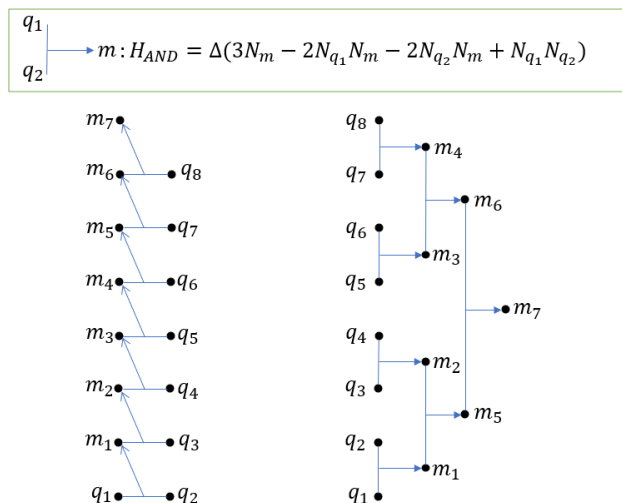 q₁
m : H_AND = Δ(3N_m − 2N_q₁N_m − 2N_q₂N_m + N_q₁N_q₂)
q₂
m₇
m₆ q₈
m₅ q₇
m₄ q₆
m₃ q₅
m₂ q₄
m₁ q₃
q₁ q₂
q₈
m₄
q₇
m₆
q₆
m₃
q₅
m₇
q₄
m₂
q₃
m₅
q₂
m₁
q₁